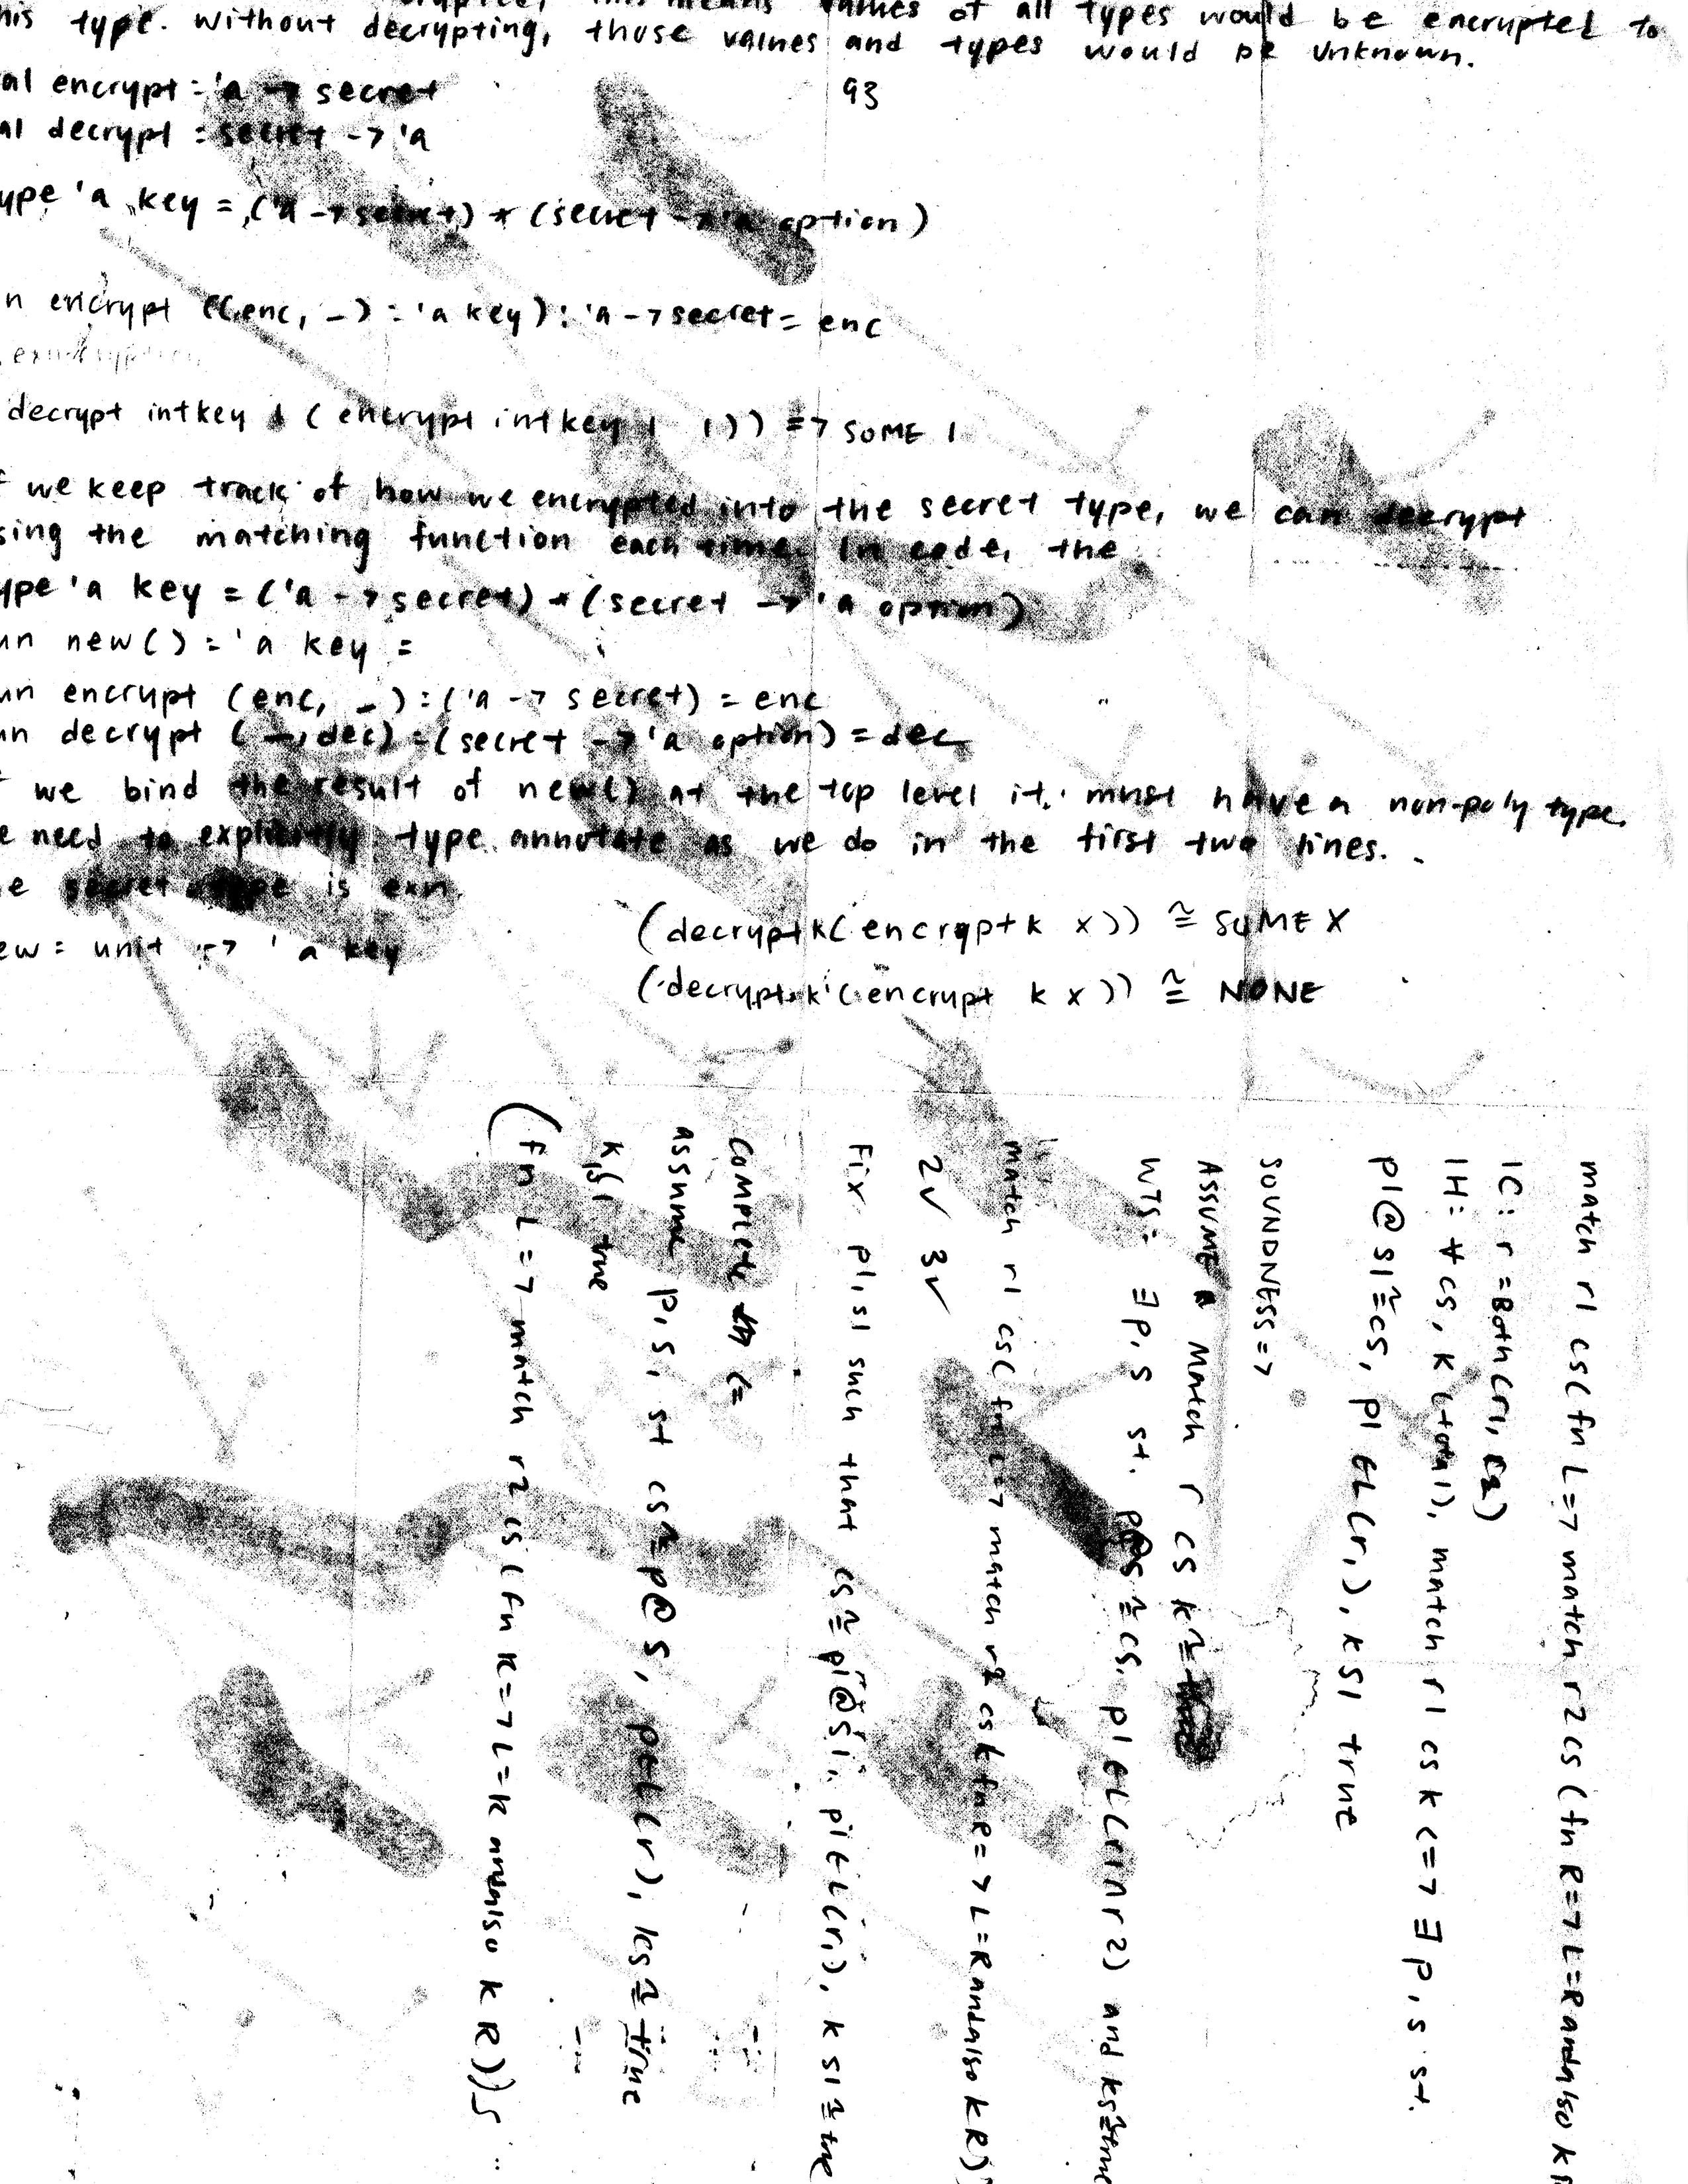 this means values of all types would be encrypted to
his type. Without decrypting, those values and types would be unknown.
93
al encrypt : 'a -> secret
al decrypt : secret -> 'a
ype 'a key = ('a -> secret) * (secret -> 'a option)
n encrypt ((enc, _) : 'a key) : 'a -> secret = enc
decrypt intkey 1 (encrypt intkey 1 1)) => SOME 1
f we keep track of how we encrypted into the secret type, we can decrypt
sing the matching function each time. In code, the
ype 'a key = ('a -> secret) * (secret -> 'a option)
un new() : 'a key =
un encrypt (enc, _) : ('a -> secret) = enc
un decrypt (_, dec) : (secret -> 'a option) = dec
f we bind the result of new() at the top level it must have a non-poly type.
e need to explicitly type annotate as we do in the first two lines.
he secret type is exn.
ew : unit -> 'a key
(decrypt k (encrypt k x)) ≅ SOME X
(decrypt k' (encrypt k x)) ≅ NONE
match r1 cs (fn L => match r2 cs (fn R => L = R andalso k R
IC : r = Both (r1, r2)
IH : ∀ cs, k (total), match r1 cs k <=> ∃ p, s st.
p1 @ s1 ≅ cs, p1 ∈ L(r1), k s1 true
SOUNDNESS =>
ASSUME match r cs k ≅ true
WTS : ∃ p, s st. p@s ≅ cs, p1 ∈ L(r1 ∩ r2) and ks ≅ true
match r1 cs (fn L => match r2 cs (fn R => L = R andalso k R)
2✓ 3✓
Fix p1, s1 such that cs ≅ p1@s1, p1 ∈ L(r1), k s1 ≅ true
Complete <=
assume p, s, st cs ≅ p@s, p ∈ L(r), ks ≅ true
k s1 true
(fn L => match r2 cs (fn R => L = R andalso k R)) s